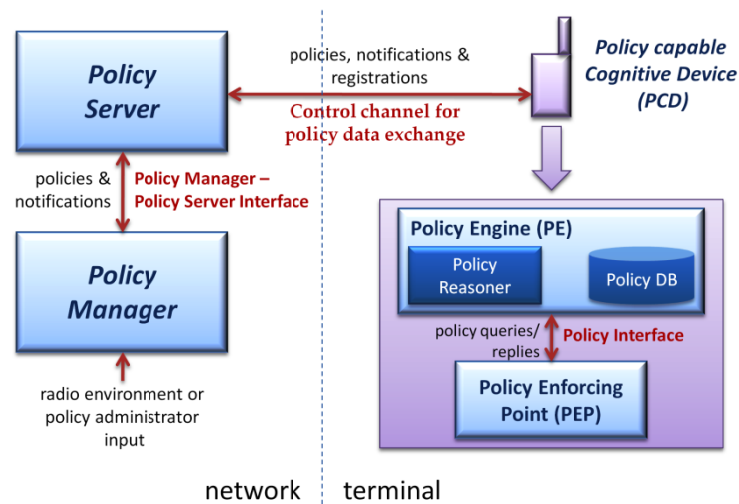 Policy
Server
policies, notifications &
registrations
Control channel for
policy data exchange
Policy capable
Cognitive Device
(PCD)
policies &
notifications
Policy Manager –
Policy Server Interface
Policy
Manager
radio environment or
policy administrator
input
Policy Engine (PE)
Policy
Reasoner
Policy DB
policy queries/
replies
Policy Interface
Policy Enforcing
Point (PEP)
network
terminal